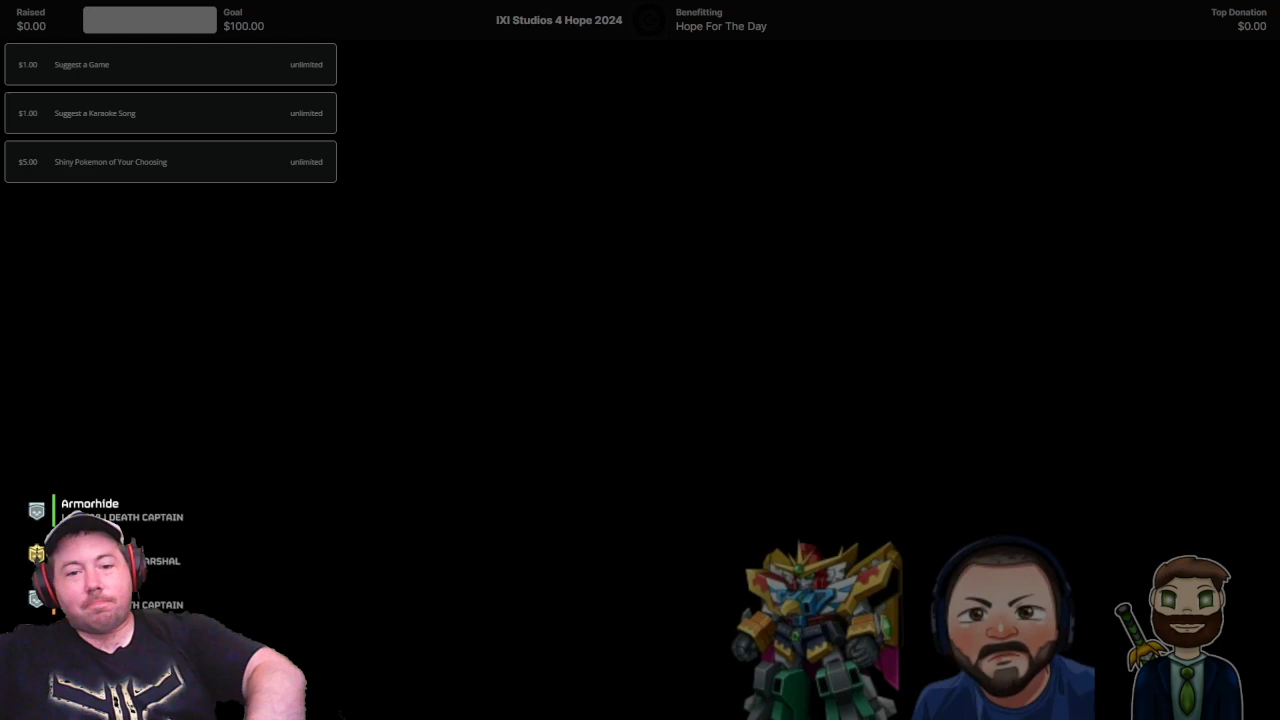 Raised
$0.00
Goal
$100.00
IXI Studios 4 Hope 2024
Benefitting
Hope For The Day
Top Donation
$0.00
$1.00 Suggest a Game unlimited
$1.00 Suggest a Karaoke Song unlimited
$5.00 Shiny Pokemon of Your Choosing unlimited
Armorhide
DEATH CAPTAIN
ARSHAL
TH CAPTAIN